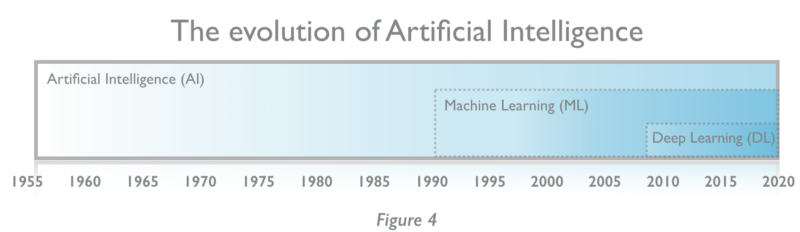 The evolution of Artificial Intelligence
Artificial Intelligence (AI)
Machine Learning (ML)
Deep Learning (DL)
1955 1960 1965 1970 1975 1980 1985 1990 1995 2000 2005 2010 2015 2020
Figure 4